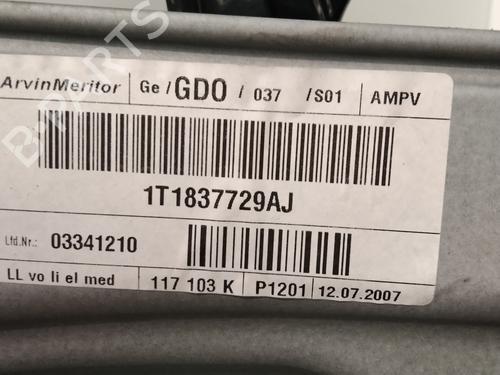 ArvinMeritor Ge/GDO/037 /S01 AMPV
1T1837729AJ
Lfd.Nr.: 03341210
LL vo li el med 117 103 K P1201 12.07.2007
B-PARTS